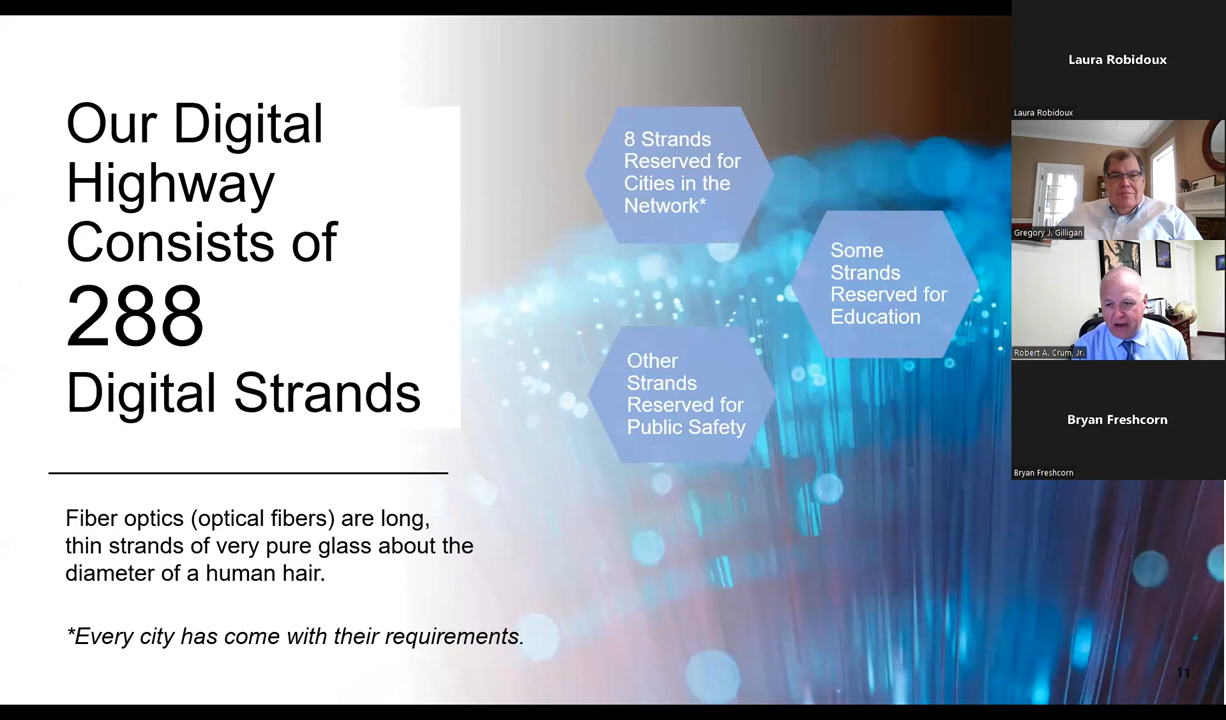 Our Digital
Highway
Consists of
288
Digital Strands
Fiber optics (optical fibers) are long,
thin strands of very pure glass about the
diameter of a human hair.
*Every city has come with their requirements.
8 Strands
Reserved for
Cities in the
Network*
Some
Strands
Reserved for
Education
Other
Strands
Reserved for
Public Safety
11
Laura Robidoux
Laura Robidoux
Gregory J. Gilligan
Robert A. Crum, Jr.
Bryan Freshcorn
Bryan Freshcorn